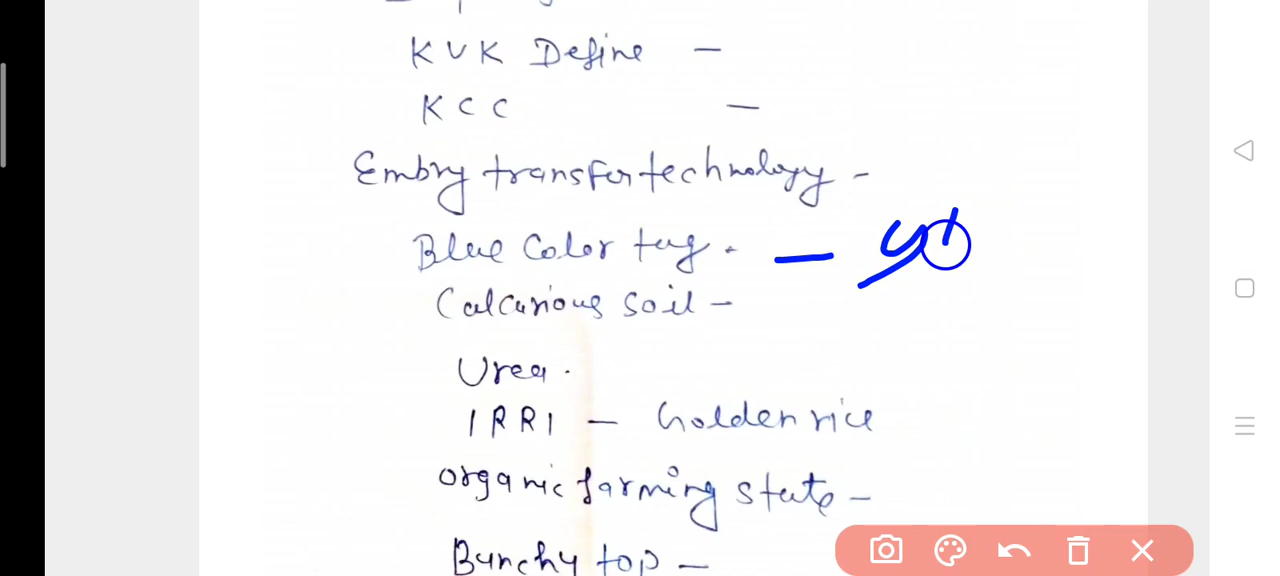 KVK Define –
KCC –
Embry transfer technology –
Blue Color tag. –
Calcarious soil –
Urea.
IRRI – Golden rice
organic farming state –
Bunchy top –